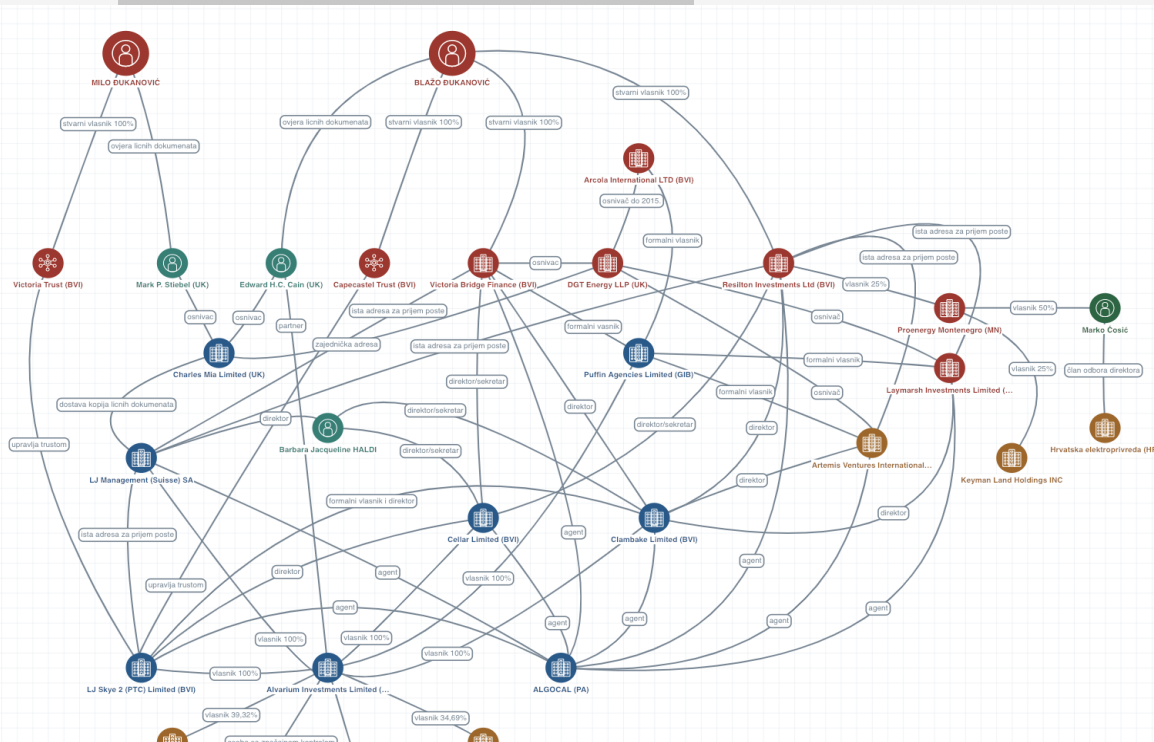 MILO ĐUKANOVIĆ
BLAŽO ĐUKANOVIĆ
stvarni vlasnik 100%
stvarni vlasnik 100%
ovjera licnih dokumenata
ovjera licnih dokumenata
stvarni vlasnik 100%
stvarni vlasnik 100%
Arcola International LTD (BVI)
osnivač do 2015.
formalni vlasnik
ista adresa za prijem poste
ista adresa za prijem poste
osnivač
Victoria Trust (BVI)
Mark P. Stiebel (UK)
Edward H.C. Cain (UK)
Capecastel Trust (BVI)
Victoria Bridge Finance (BVI)
DGT Energy LLP (UK)
Resilton Investments Ltd (BVI)
vlasnik 25%
vlasnik 50%
ista adresa za prijem poste
osnivač
osnivač
partner
osnivač
formalni vasnik
Proenergy Montenegro (MN)
Marko Ćosić
zajednička adresa
ista adresa za prijem poste
formalni vlasnik
Charles Mia Limited (UK)
Puffin Agencies Limited (GIB)
vlasnik 25%
član odbora direktora
direktor/sekretar
Laymarsh Investments Limited (...
formalni vlasnik
osnivač
dostava kopija licnih dokumenata
direktor/sekretar
direktor
direktor
direktor/sekretar
direktor
upravlja trustom
Barbara Jacqueline HALDI
direktor/sekretar
Hrvatska elektroprivreda (HE
Artemis Ventures International...
LJ Management (Suisse) SA
Keyman Land Holdings INC
direktor
formalni vlasnik i direktor
direktor
ista adresa za prijem poste
agent
Cellar Limited (BVI)
Clambake Limited (BVI)
agent
direktor
agent
vlasnik 100%
upravlja trustom
agent
agent
agent
agent
agent
vlasnik 100%
vlasnik 100%
vlasnik 100%
vlasnik 100%
LJ Skye 2 (PTC) Limited (BVI)
Alvarium Investments Limited (...
ALGOCAL (PA)
vlasnik 39,32%
vlasnik 34,69%